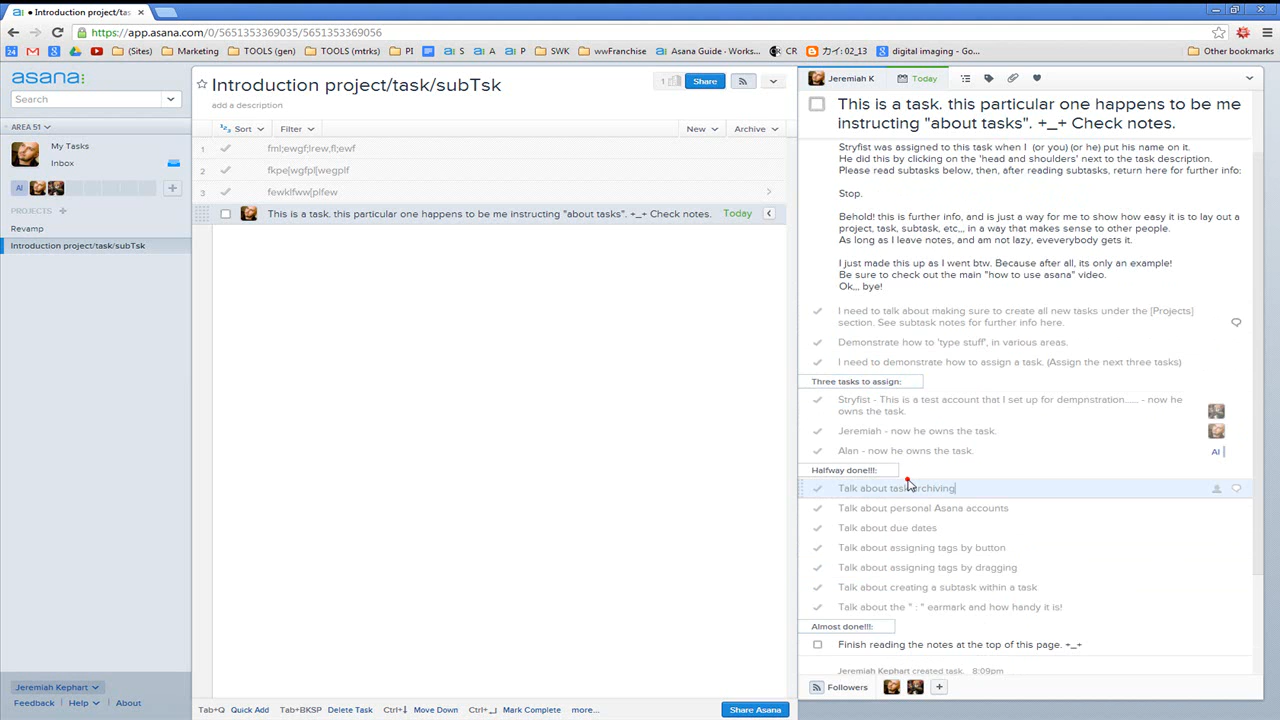 • Introduction project/tas
https://app.asana.com/0/5651353369035/5651353369056
24
(Sites)
Marketing
TOOLS (gen)
TOOLS (mtrks)
PI
S
A
P
SWK
wwFranchise
Asana Guide - Works...
CR
カウ: 02_13
digital imaging - Go...
Other bookmarks
asana:
Search
AREA 51
My Tasks
Inbox
AI
PROJECTS +
Revamp
Introduction project/task/subTsk
Jeremiah Kephart
Feedback
Help
About
Introduction project/task/subTsk
add a description
1
Share
Sort
Filter
New
Archive
1 fml;ewgf;lrew,fl;ewf
2 fkpe[wgfpl[wegplf
3 fewklfww[plfew
This is a task. this particular one happens to be me instructing "about tasks". +_+ Check notes. Today
Tab+Q Quick Add Tab+BKSP Delete Task Ctrl+↓ Move Down Ctrl+↵ Mark Complete more...
Share Asana
Jeremiah K
Today
This is a task. this particular one happens to be me
instructing "about tasks". +_+ Check notes.
Stryfist was assigned to this task when I (or you) (or he) put his name on it.
He did this by clicking on the 'head and shoulders' next to the task description.
Please read subtasks below, then, after reading subtasks, return here for further info:
Stop.
Behold! this is further info, and is just a way for me to show how easy it is to lay out a
project, task, subtask, etc,,, in a way that makes sense to other people.
As long as I leave notes, and am not lazy, eveverybody gets it.
I just made this up as I went btw. Because after all, its only an example!
Be sure to check out the main "how to use asana" video.
Ok,,, bye!
I need to talk about making sure to create all new tasks under the [Projects]
section. See subtask notes for further info here.
Demonstrate how to 'type stuff', in various areas.
I need to demonstrate how to assign a task. (Assign the next three tasks)
Three tasks to assign:
Stryfist - This is a test account that I set up for dempnstration...... - now he
owns the task.
Jeremiah - now he owns the task.
Alan - now he owns the task.
AI
Halfway done!!!:
Talk about task archiving
Talk about personal Asana accounts
Talk about due dates
Talk about assigning tags by button
Talk about assigning tags by dragging
Talk about creating a subtask within a task
Talk about the " : " earmark and how handy it is!
Almost done!!!:
Finish reading the notes at the top of this page. +_+
Jeremiah Kephart created task. 8:09pm
Followers